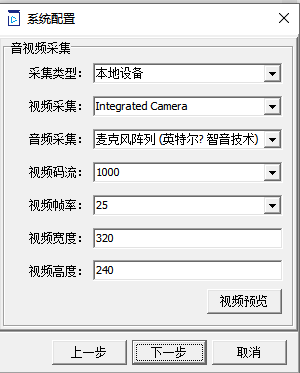 系统配置
音视频采集
采集类型： 本地设备
视频采集： Integrated Camera
音频采集： 麦克风阵列 (英特尔? 智音技术)
视频码流： 1000
视频帧率： 25
视频宽度： 320
视频高度： 240
视频预览
上一步 下一步 取消